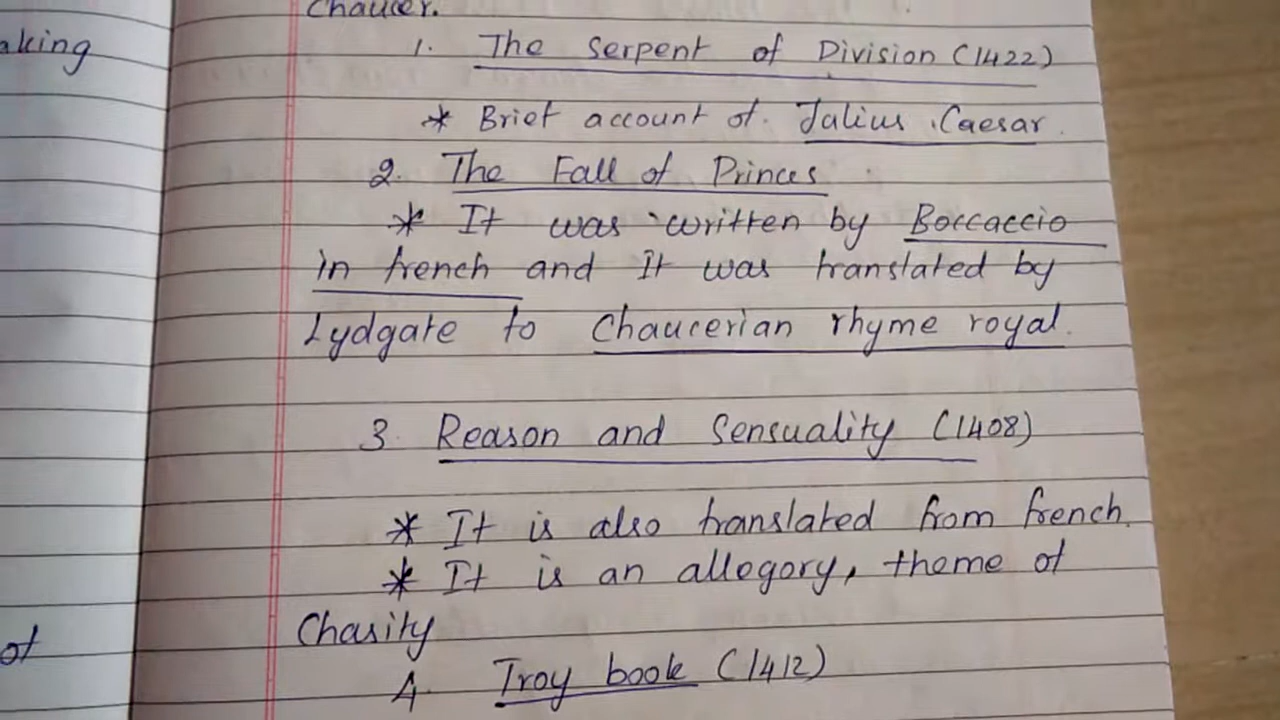 aking
ot
Chaucer.
1. The Serpent of Division (1422)
* Brief account of. Julius Caesar.
2. The Fall of Princes
* It was written by Boccaccio
in french and It was translated by
Lydgate to Chaucerian rhyme royal.
3. Reason and Sensuality (1408)
* It is also translated from french.
* It is an allegory, theme of
Chasity
4. Troy book (1412)